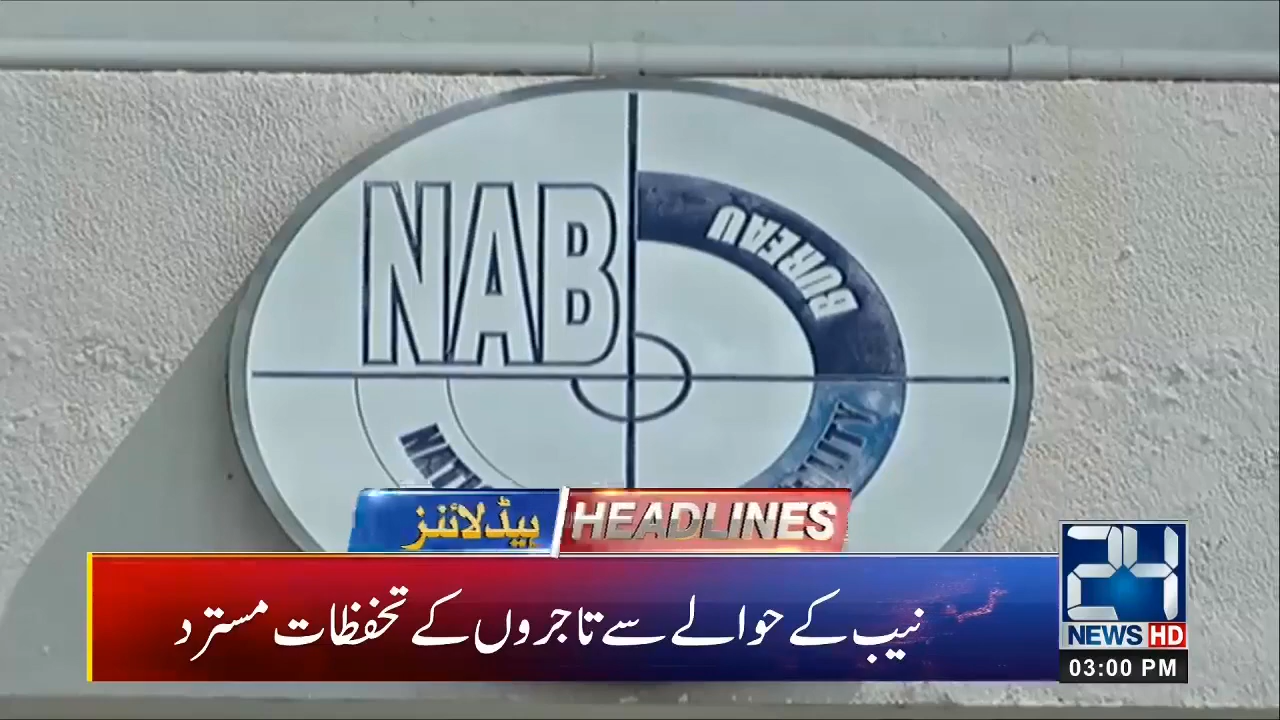 NAB
BUREAU
ہیڈلائنز
HEADLINES
نیب کے حوالے سے تاجروں کے تحفظات مسترد
24
NEWS HD
03:00 PM